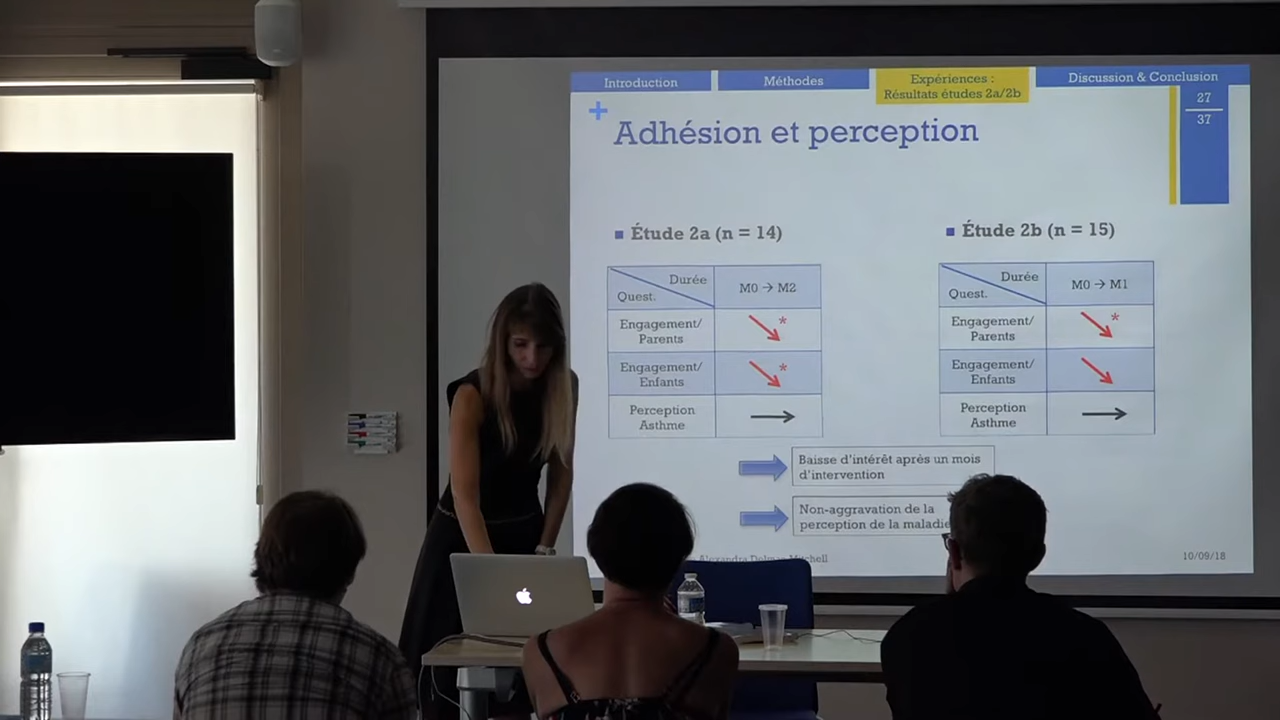 Introduction
Méthodes
Expériences :
Résultats études 2a/2b
Discussion & Conclusion
27
37
+ Adhésion et perception
■ Étude 2a (n = 14)
Durée
Quest.
M0 → M2
Engagement/
Parents
*
Engagement/
Enfants
*
Perception
Asthme
→
■ Étude 2b (n = 15)
Durée
Quest.
M0 → M1
Engagement/
Parents
*
Engagement/
Enfants
Perception
Asthme
→
Baisse d'intérêt après un mois
d'intervention
Non-aggravation de la
perception de la maladie
Alexandra Mitchell
10/09/18